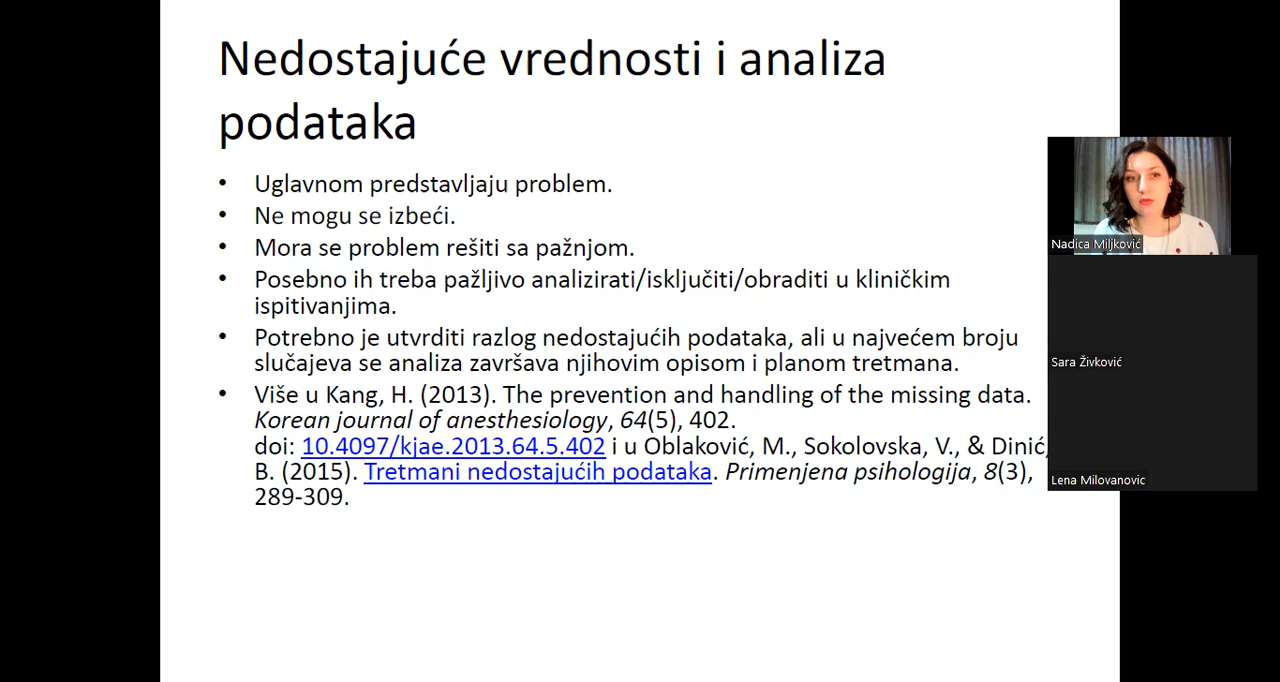 Nedostajuće vrednosti i analiza
podataka
• Uglavnom predstavljaju problem.
• Ne mogu se izbeći.
• Mora se problem rešiti sa pažnjom.
• Posebno ih treba pažljivo analizirati/isključiti/obraditi u kliničkim
ispitivanjima.
• Potrebno je utvrditi razlog nedostajućih podataka, ali u najvećem broju
slučajeva se analiza završava njihovim opisom i planom tretmana.
• Više u Kang, H. (2013). The prevention and handling of the missing data.
Korean journal of anesthesiology, 64(5), 402.
doi: 10.4097/kjae.2013.64.5.402 i u Oblaković, M., Sokolovska, V., & Dinić,
B. (2015). Tretmani nedostajućih podataka. Primenjena psihologija, 8(3),
289-309.
Nadica Miljković
Sara Živković
Lena Milovanovic